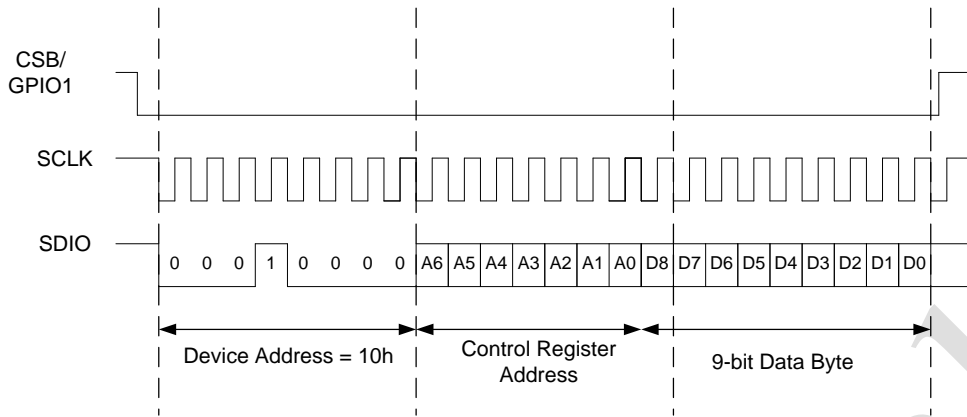 CSB/
GPIO1
SCLK
SDIO
0 0 0 1 0 0 0 0 A6 A5 A4 A3 A2 A1 A0 D8 D7 D6 D5 D4 D3 D2 D1 D0
Device Address = 10h
Control Register
Address
9-bit Data Byte